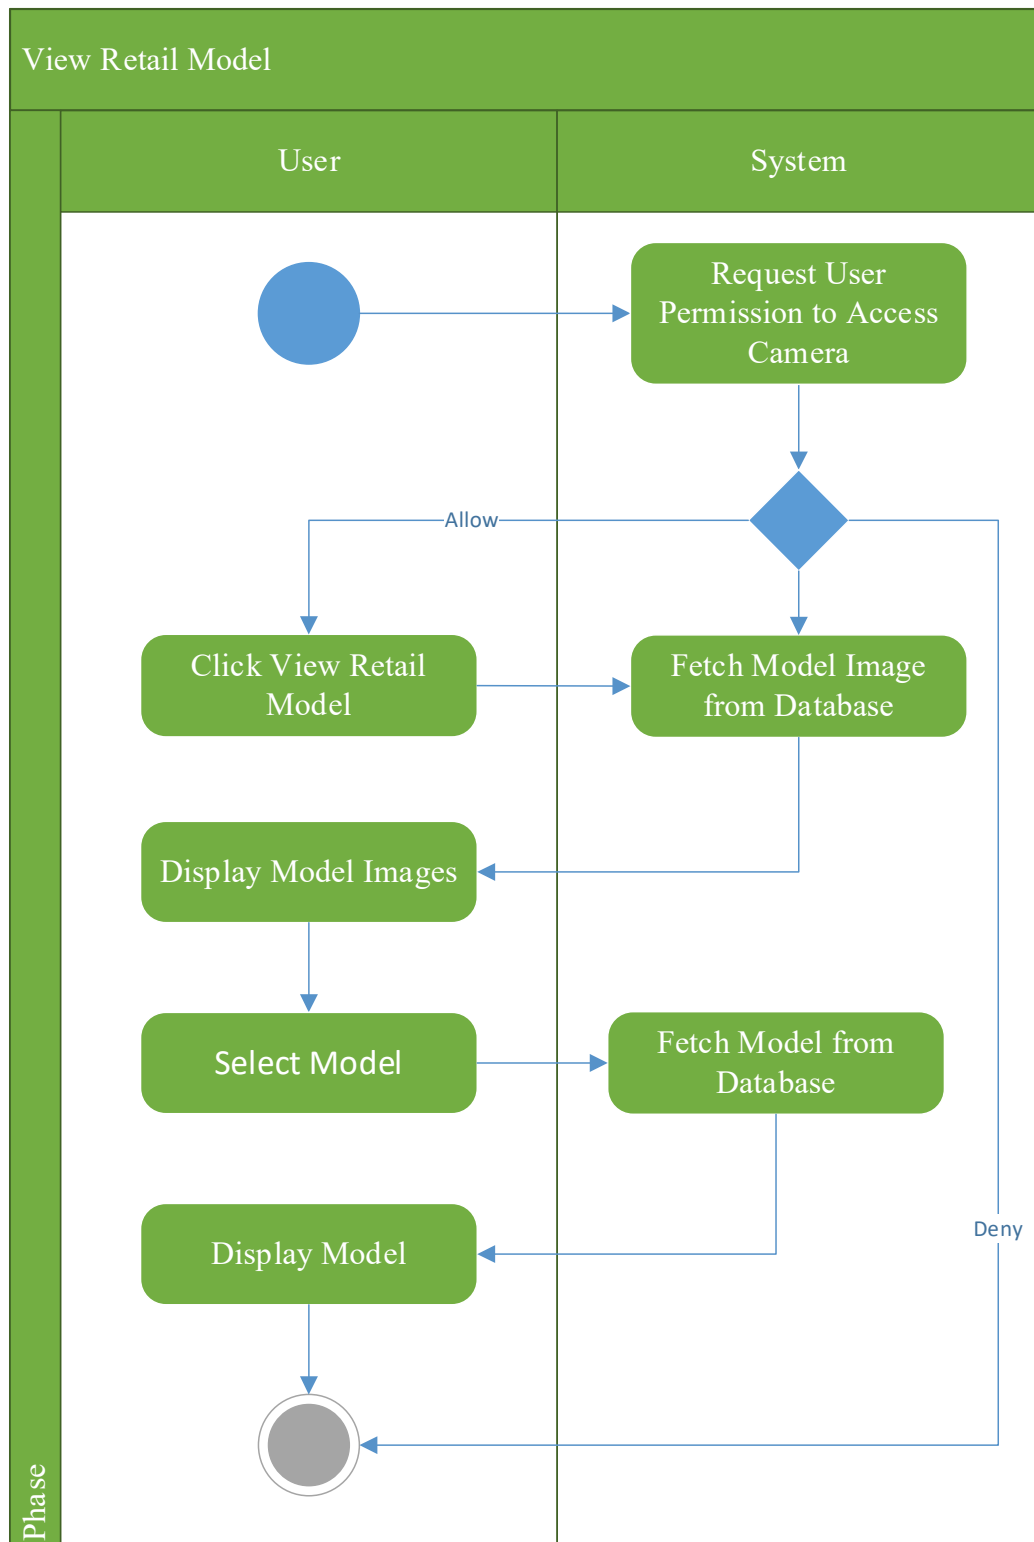 View Retail Model
User
System
Request User
Permission to Access
Camera
Allow
Click View Retail
Model
Fetch Model Image
from Database
Display Model Images
Select Model
Fetch Model from
Database
Deny
Display Model
Phase